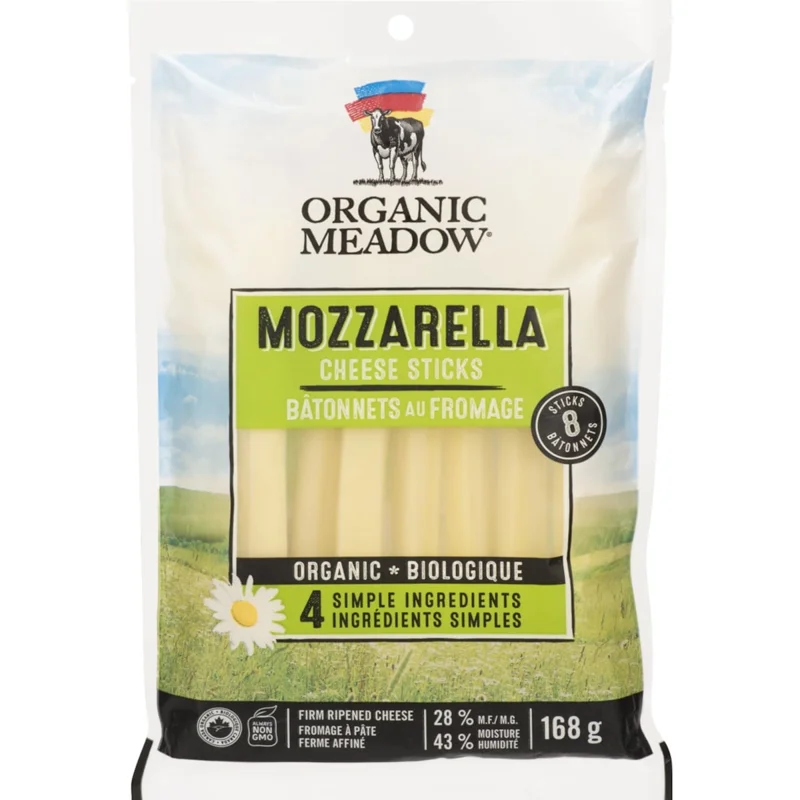 ORGANIC
MEADOW®
MOZZARELLA
CHEESE STICKS
BÂTONNETS AU FROMAGE
STICKS
8
BÂTONNETS
ORGANIC * BIOLOGIQUE
4 SIMPLE INGREDIENTS
INGRÉDIENTS SIMPLES
ALWAYS
NON
GMO
FIRM RIPENED CHEESE
FROMAGE À PÂTE
FERME AFFINÉ
28 % M.F./M.G.
43 % MOISTURE
HUMIDITÉ
168 g